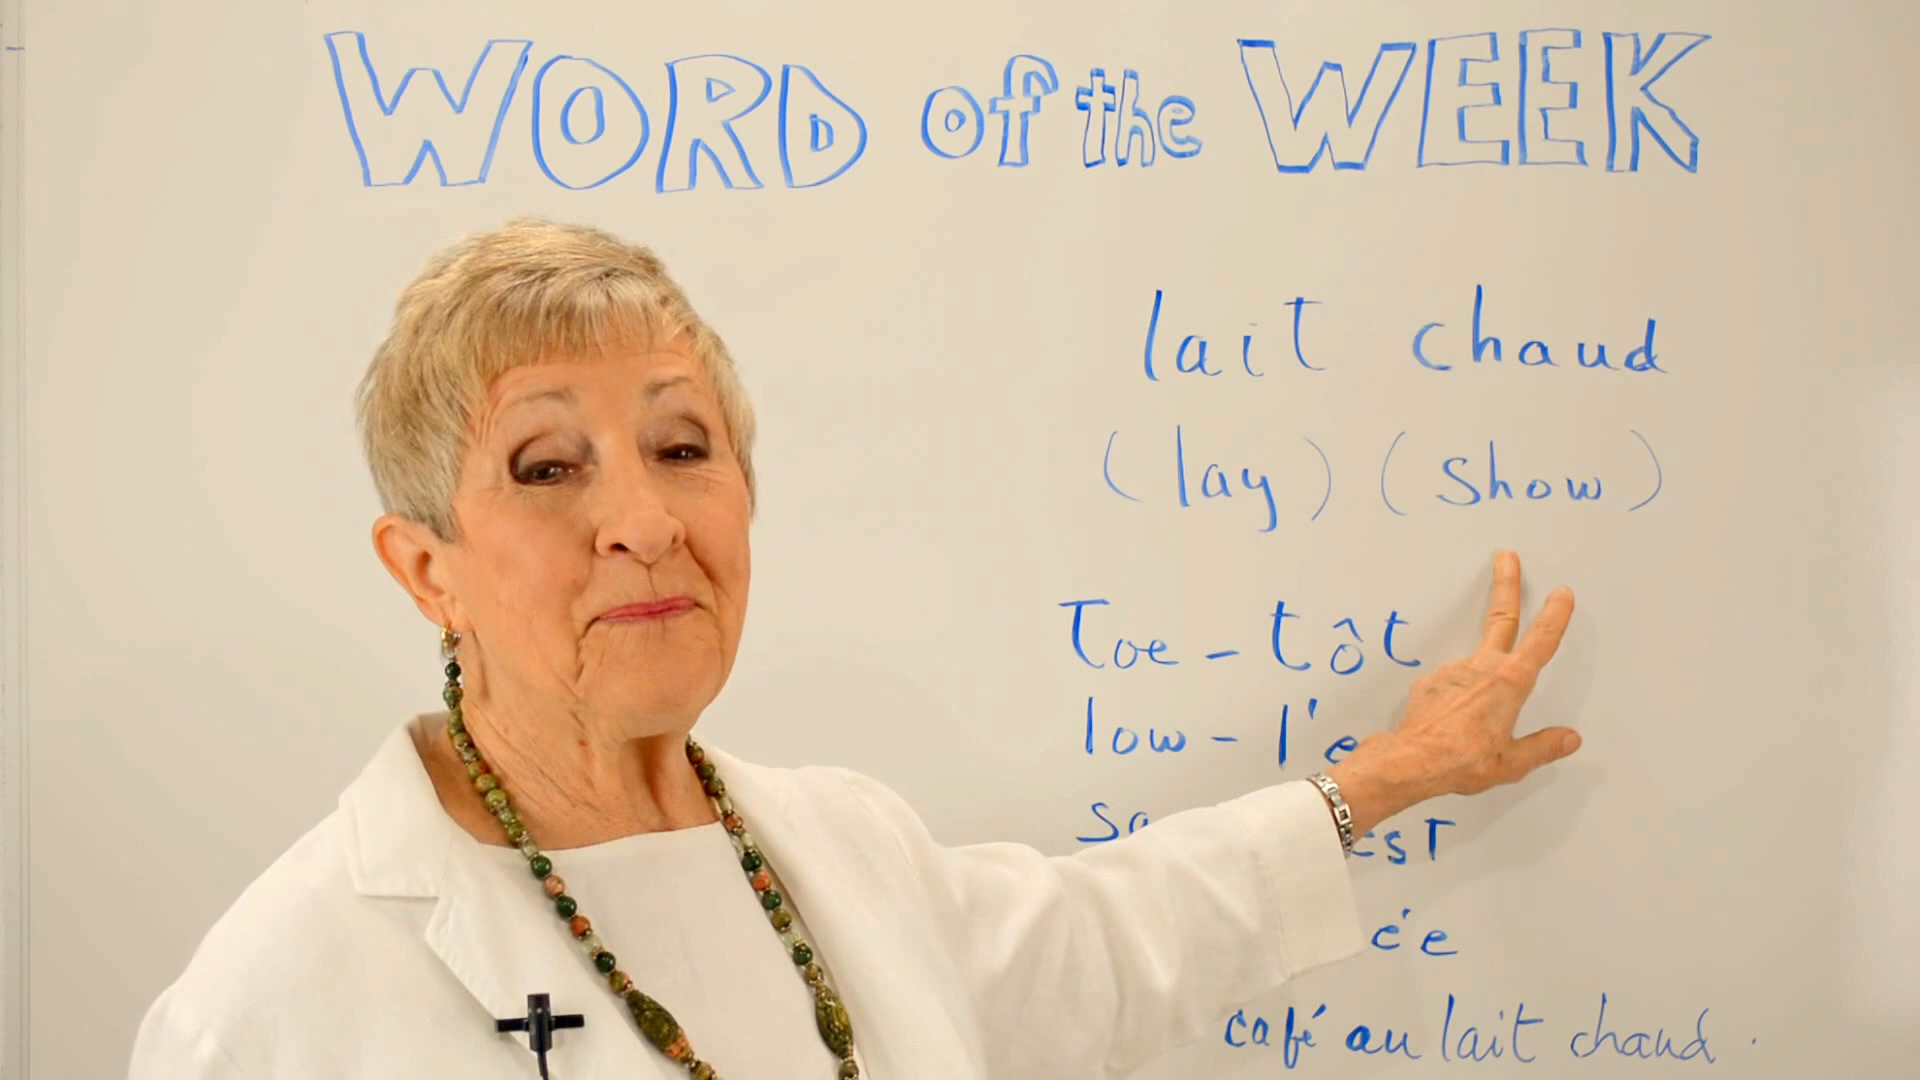 WORD of the WEEK
lait chaud
(lay) (show)
Toe - tôt
low -
café au lait chaud.